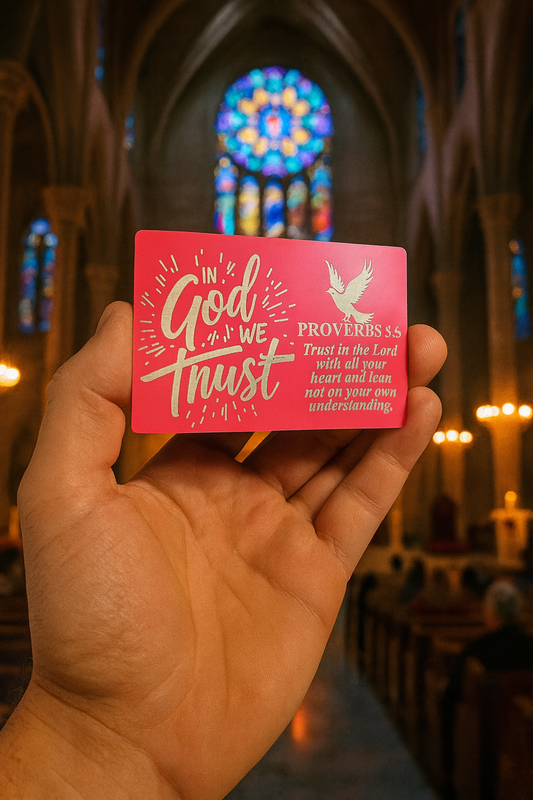 IN
God
WE
Trust
PROVERBS 3:5
Trust in the Lord
with all your
heart and lean
not on your own
understanding.